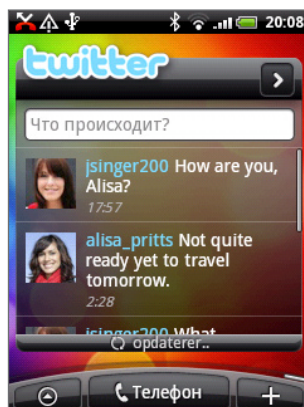 20:08
twitter
Что происходит?
jsinger200 How are you,
Alisa?
17:57
alisa_pritts Not quite
ready yet to travel
tomorrow.
2:28
jsinger200 What
opdaterer..
Телефон